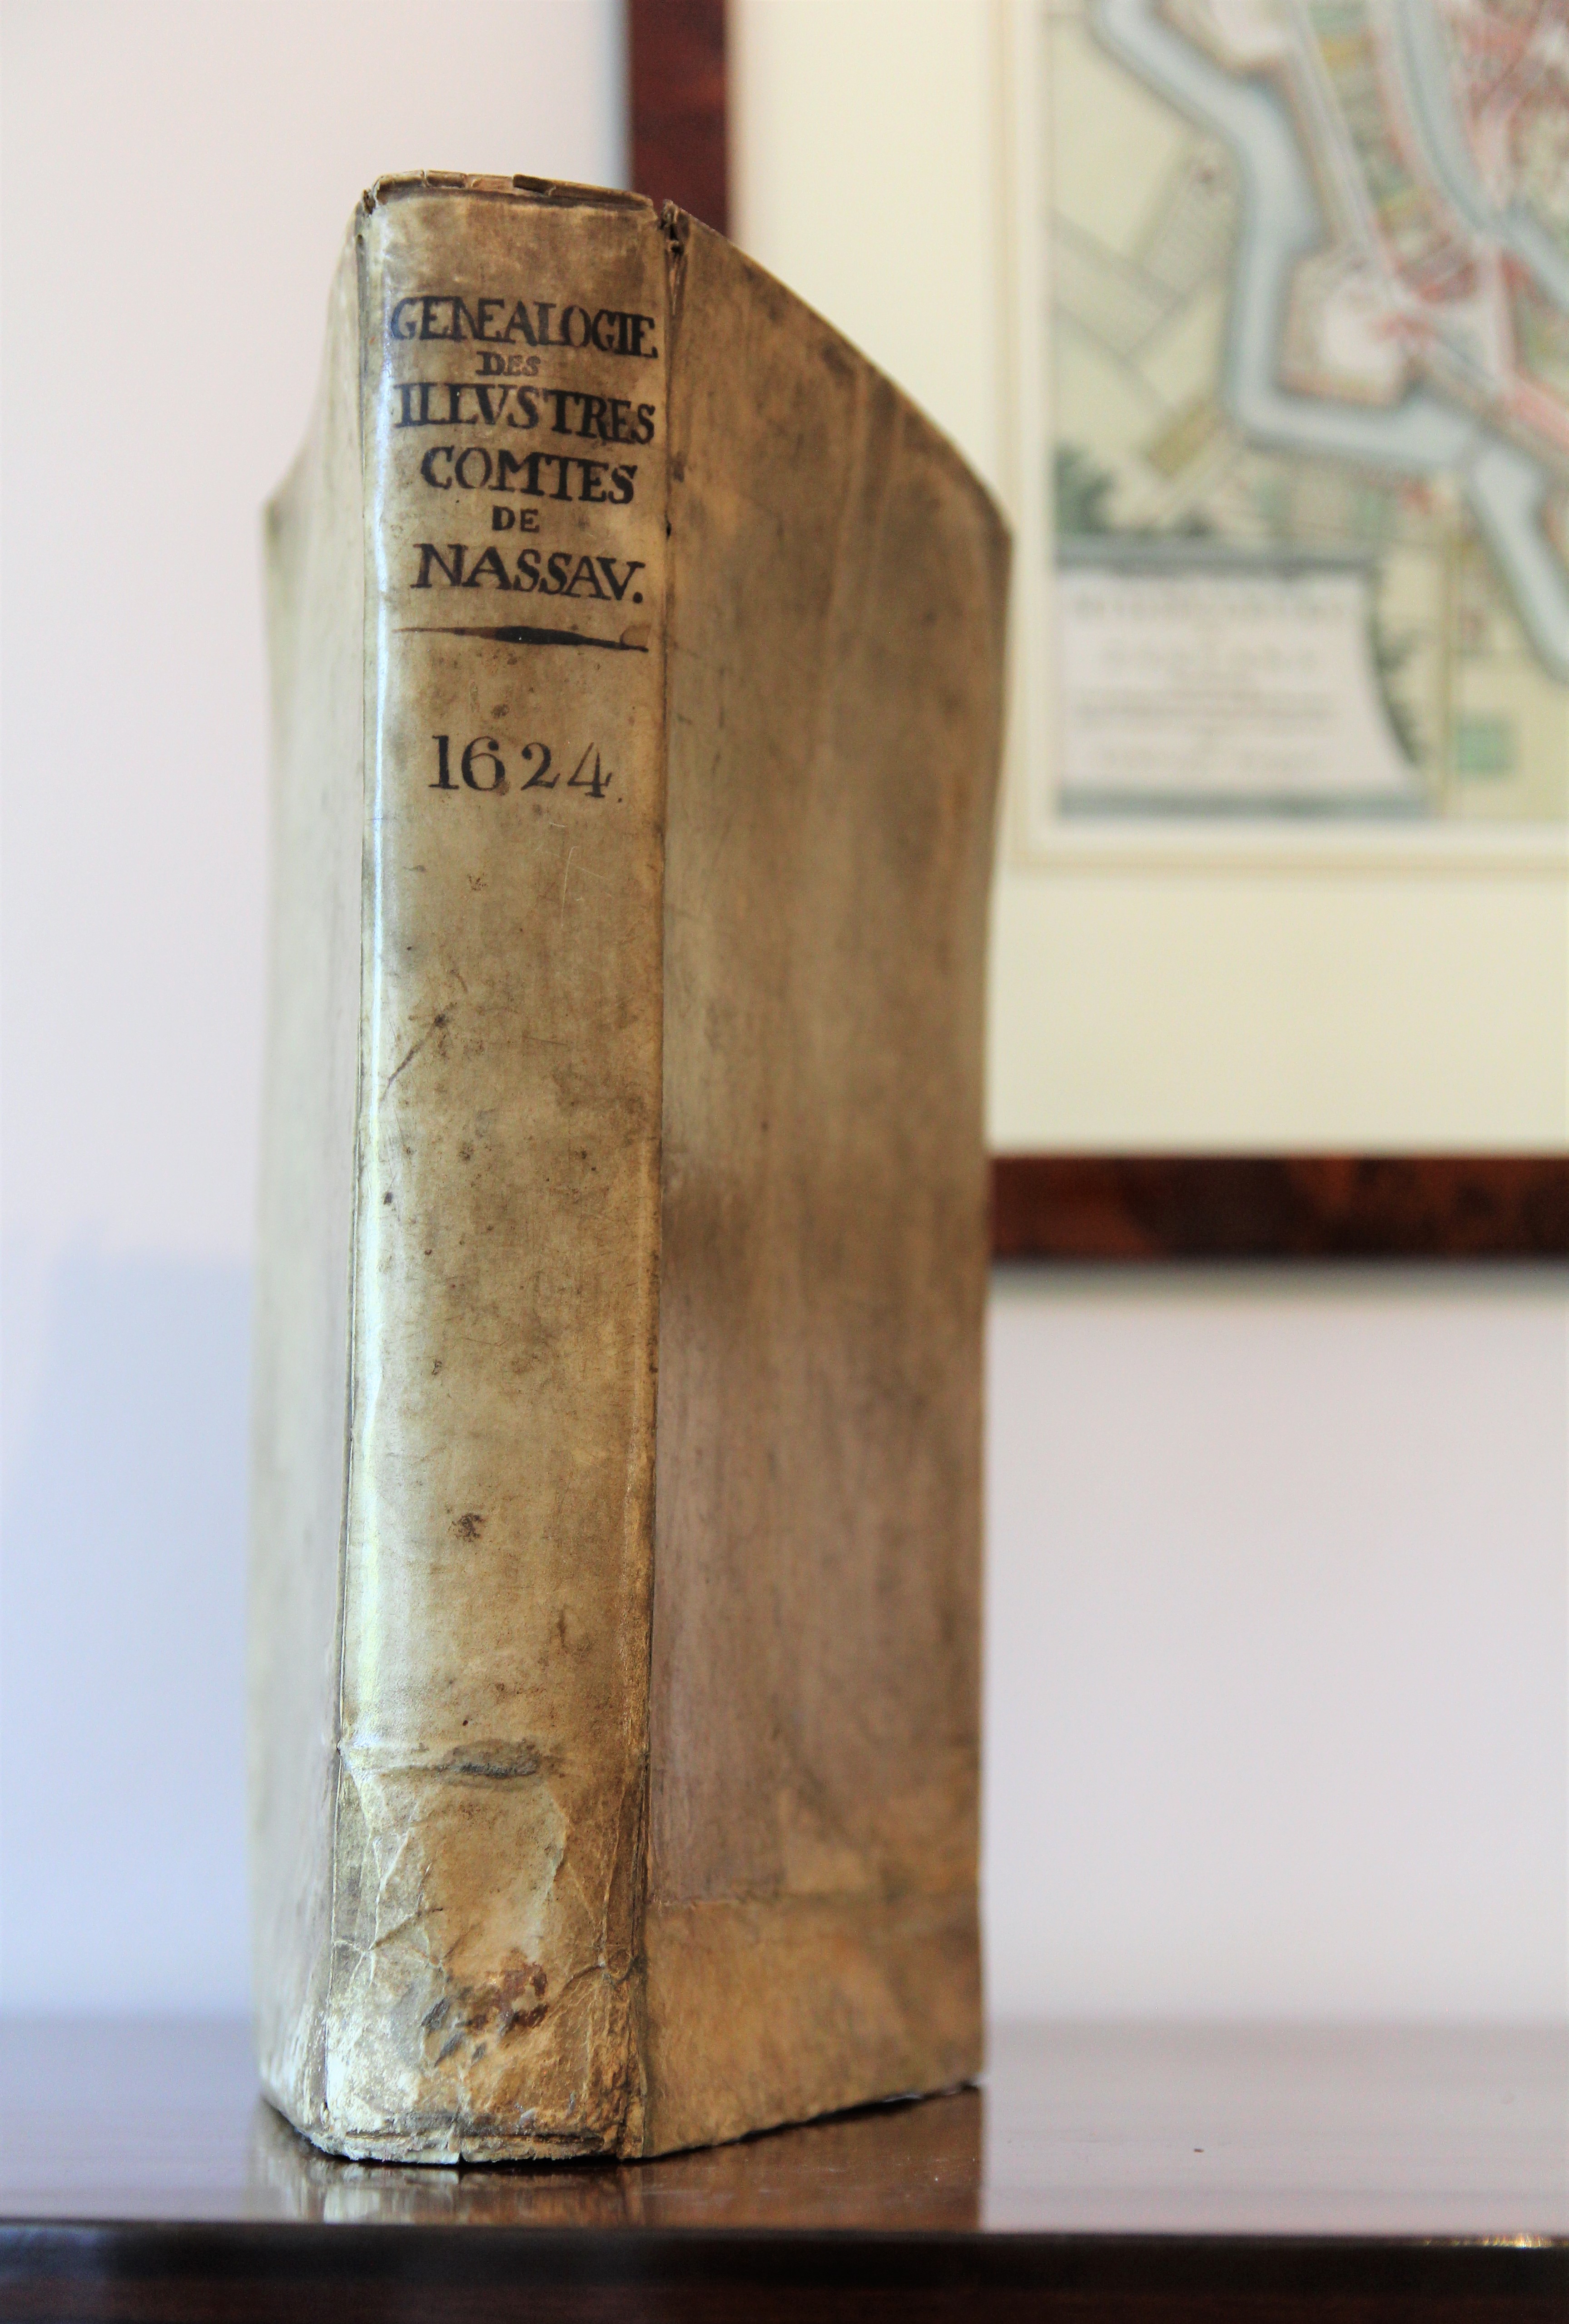 GENEALOGIE
DES
ILLVSTRES
COMTES
DE
NASSAV.
1624.